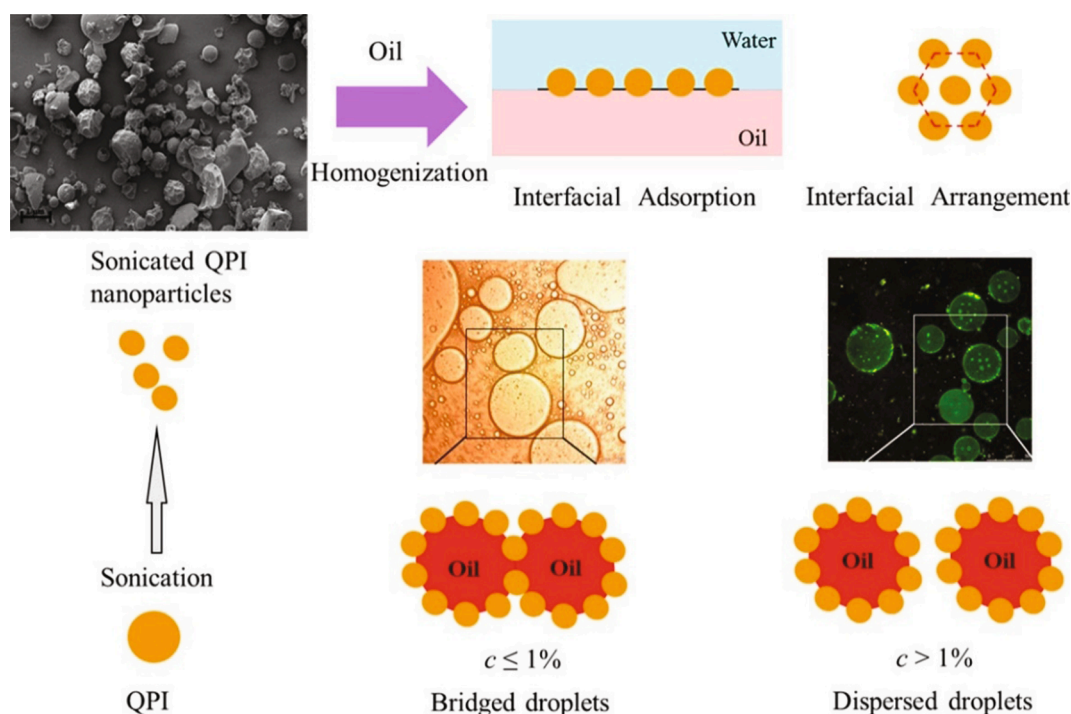 Oil
Homogenization
Water
Oil
Interfacial Adsorption
Interfacial Arrangement
Sonicated QPI
nanoparticles
Sonication
QPI
Oil
Oil
c ≤ 1%
Bridged droplets
Oil
Oil
c > 1%
Dispersed droplets